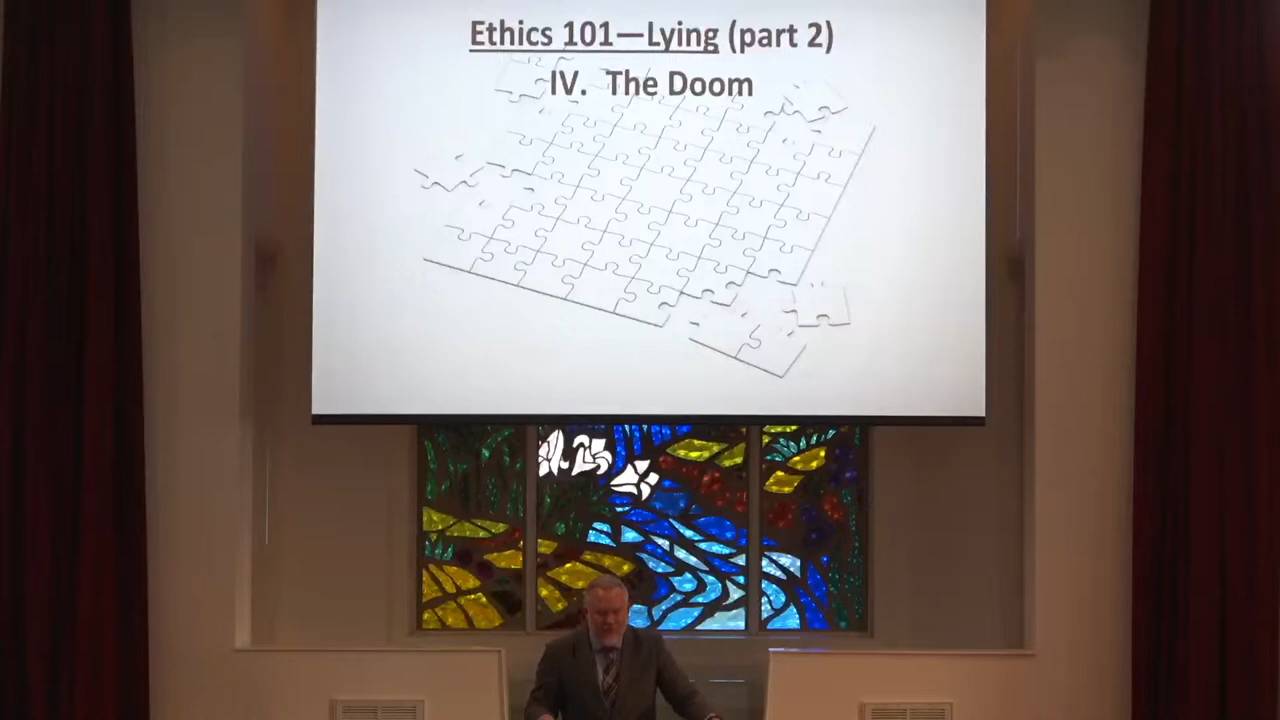 Ethics 101—Lying (part 2)
IV. The Doom